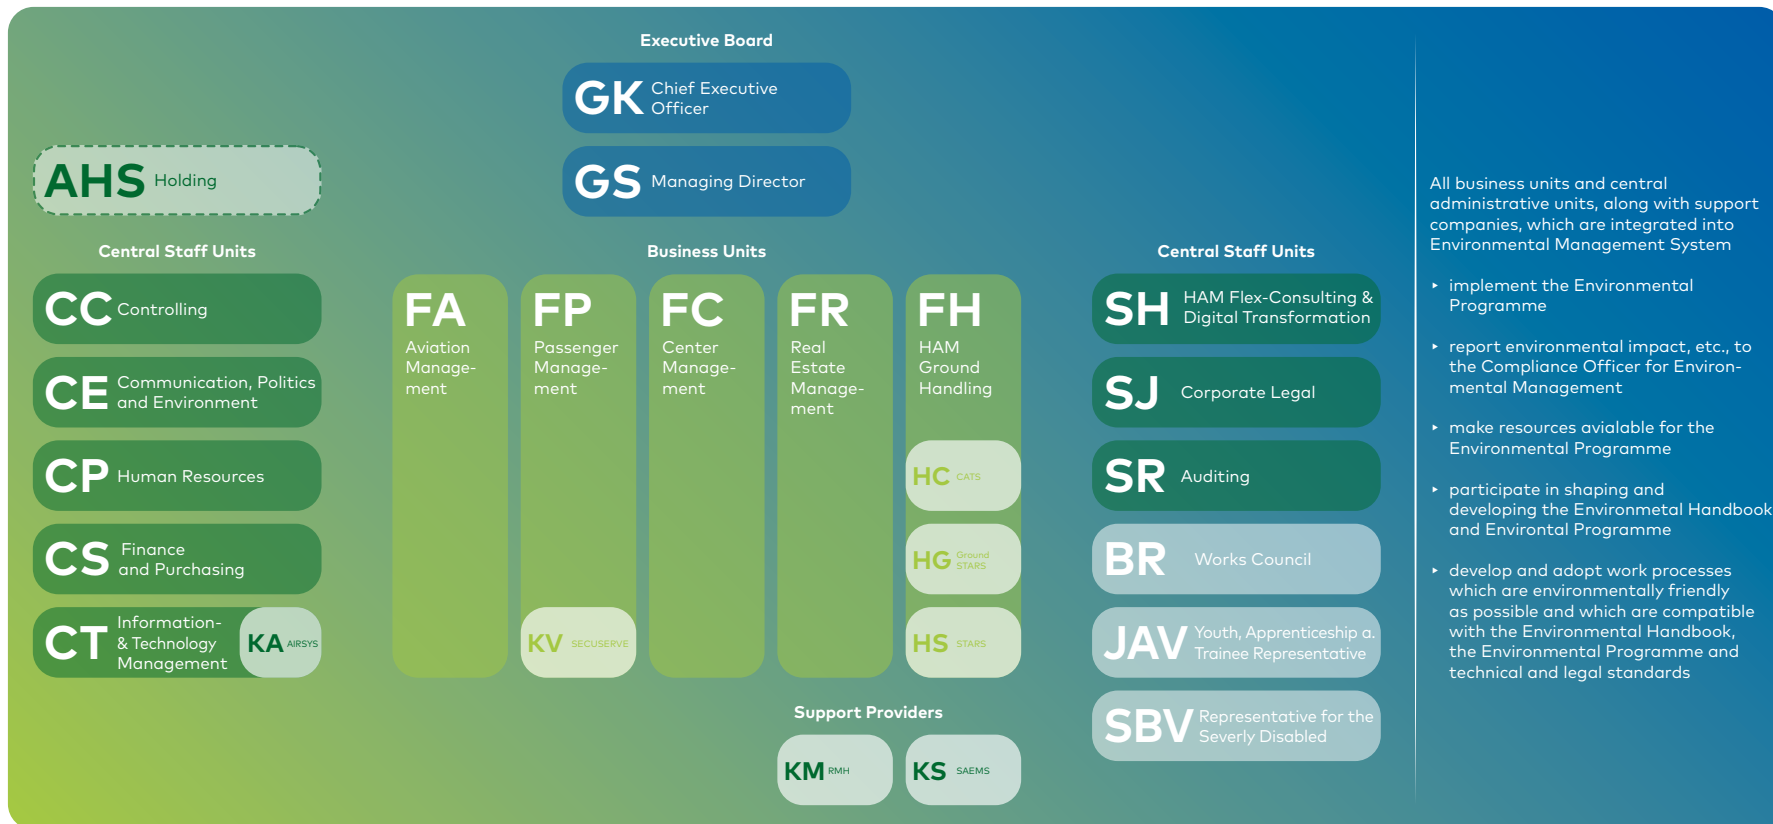 Executive Board
GK Chief Executive
Officer
GS Managing Director
AHS Holding
Central Staff Units
CC Controlling
CE Communication, Politics
and Environment
CP Human Resources
CS Finance
and Purchasing
CT Information-
& Technology
Management
KA AIRSYS
Business Units
FA
Aviation
Manage-
ment
FP
Passenger
Manage-
ment
KV SECUSERVE
FC
Center
Manage-
ment
FR
Real
Estate
Manage-
ment
FH
HAM
Ground
Handling
HC CATS
HG Ground
STARS
HS STARS
Support Providers
KM RMH
KS SAEMS
Central Staff Units
SH HAM Flex-Consulting &
Digital Transformation
SJ Corporate Legal
SR Auditing
BR Works Council
JAV Youth, Apprenticeship a.
Trainee Representative
SBV Representative for the
Severly Disabled
All business units and central
administrative units, along with support
companies, which are integrated into
Environmental Management System
‣ implement the Environmental
Programme
‣ report environmental impact, etc., to
the Compliance Officer for Environ-
mental Management
‣ make resources avialable for the
Environmental Programme
‣ participate in shaping and
developing the Environmetal Handbook
and Environtal Programme
‣ develop and adopt work processes
which are environmentally friendly
as possible and which are compatible
with the Environmental Handbook,
the Environmental Programme and
technical and legal standards